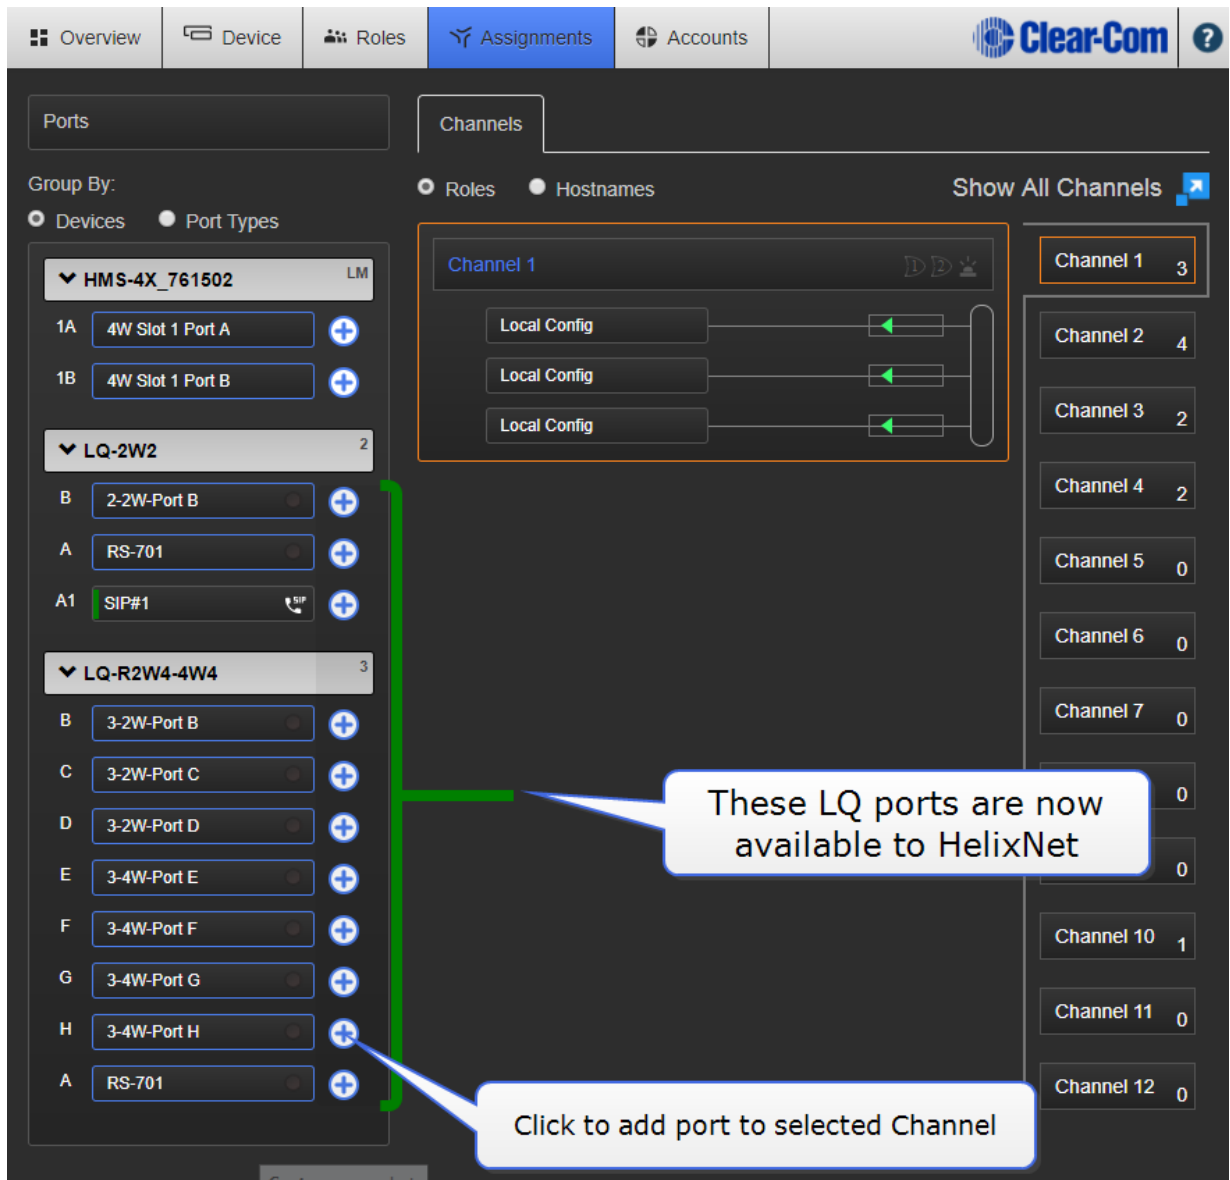 Overview Device Roles Assignments Accounts Clear-Com ?
Ports
Channels
Group By:
Devices Port Types
Roles Hostnames
Show All Channels
HMS-4X_761502 LM
1A 4W Slot 1 Port A
1B 4W Slot 1 Port B
LQ-2W2 2
B 2-2W-Port B
A RS-701
A1 SIP#1 SIP
LQ-R2W4-4W4 3
B 3-2W-Port B
C 3-2W-Port C
D 3-2W-Port D
E 3-4W-Port E
F 3-4W-Port F
G 3-4W-Port G
H 3-4W-Port H
A RS-701
Channel 1 1 2
Local Config
Local Config
Local Config
Channel 1 3
Channel 2 4
Channel 3 2
Channel 4 2
Channel 5 0
Channel 6 0
Channel 7 0
0
0
Channel 10 1
Channel 11 0
Channel 12 0
These LQ ports are now
available to HelixNet
Click to add port to selected Channel